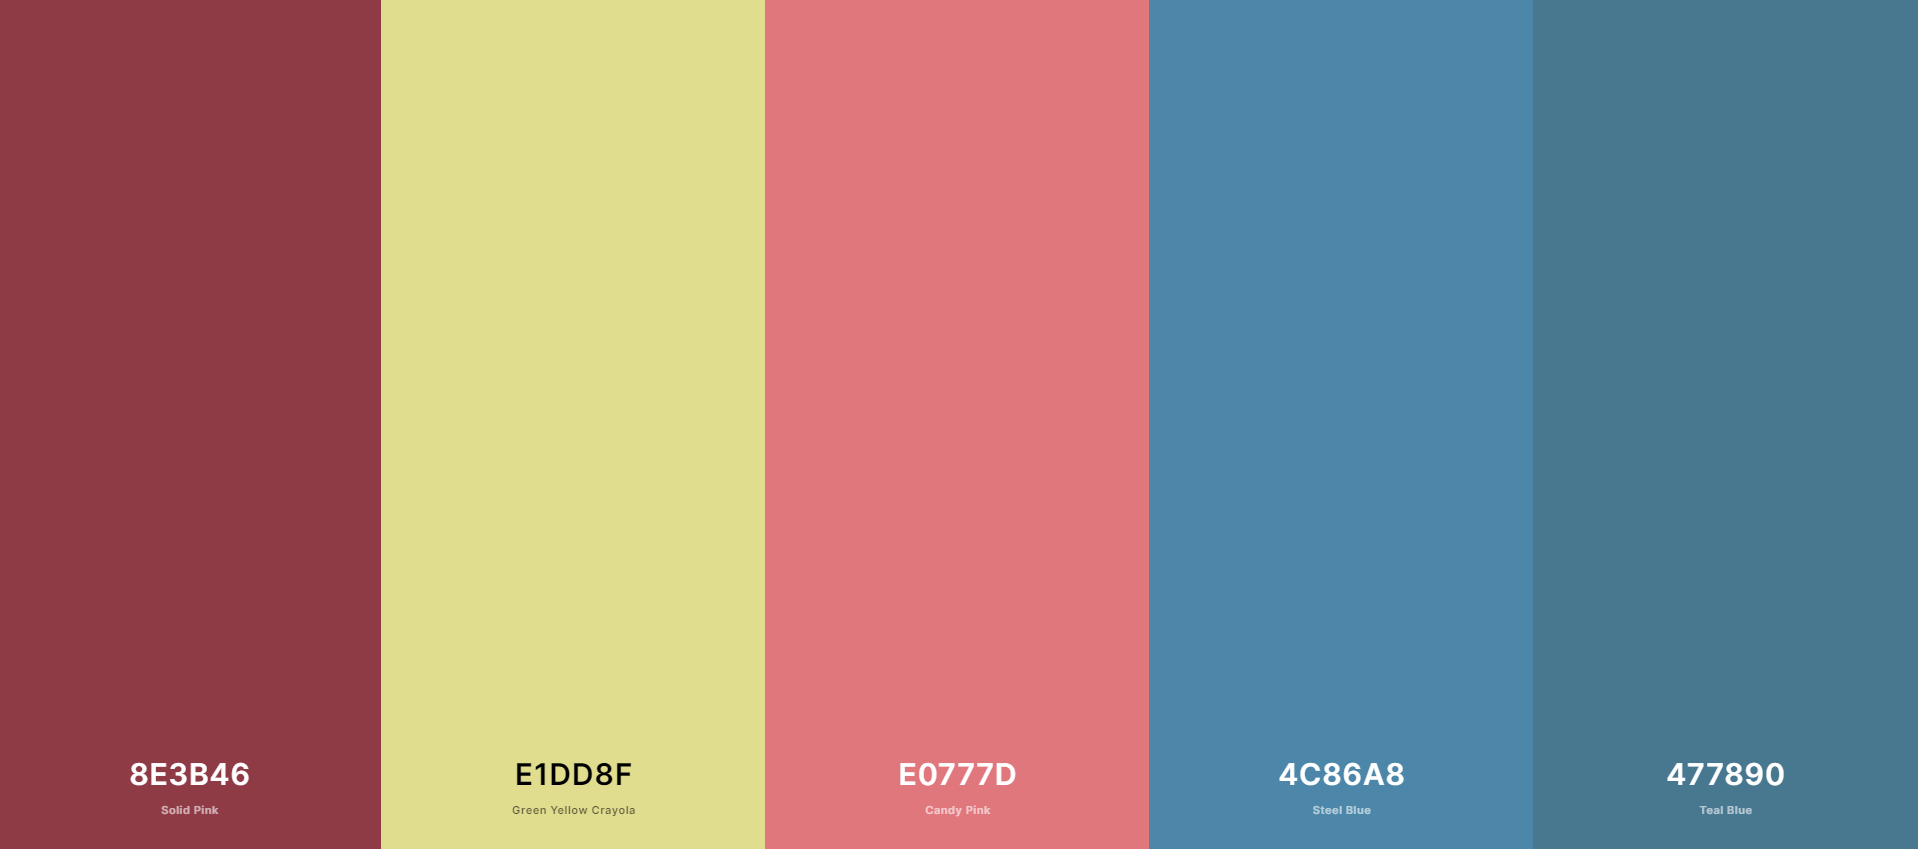 8E3B46
Solid Pink
E1DD8F
Green Yellow Crayola
E0777D
Candy Pink
4C86A8
Steel Blue
477890
Teal Blue